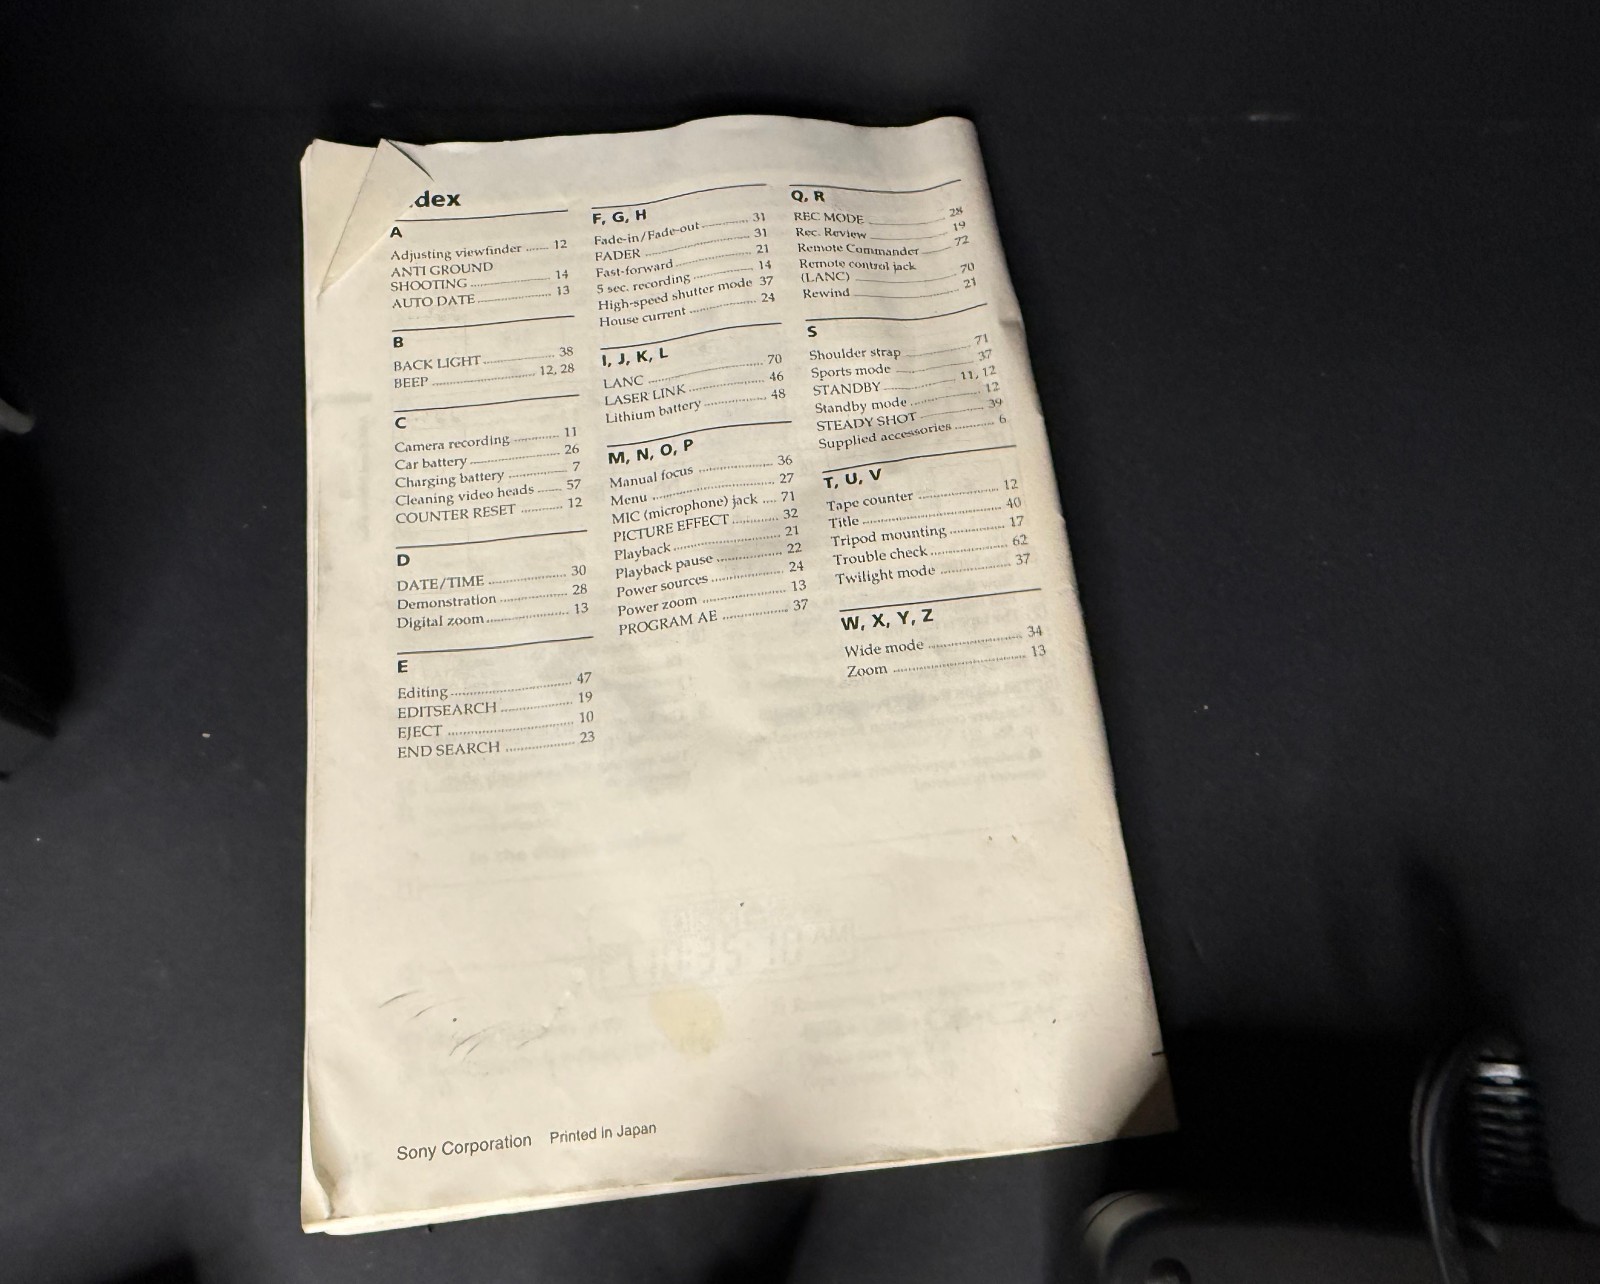 dex
A
Adjusting viewfinder ...... 12
ANTI GROUND
SHOOTING ...... 14
AUTO DATE ...... 13
B
BACK LIGHT ...... 38
BEEP ...... 12, 28
C
Camera recording ...... 11
Car battery ...... 26
Charging battery ...... 7
Cleaning video heads ...... 57
COUNTER RESET ...... 12
D
DATE/TIME ...... 30
Demonstration ...... 28
Digital zoom ...... 13
E
Editing ...... 47
EDITSEARCH ...... 19
EJECT ...... 10
END SEARCH ...... 23
F, G, H
Fade-in/Fade-out ...... 31
FADER ...... 31
Fast-forward ...... 21
5 sec. recording ...... 14
High-speed shutter mode 37
House current ...... 24
I, J, K, L
LANC ...... 70
LASER LINK ...... 46
Lithium battery ...... 48
M, N, O, P
Manual focus ...... 36
Menu ...... 27
MIC (microphone) jack .... 71
PICTURE EFFECT ...... 32
Playback ...... 21
Playback pause ...... 22
Power sources ...... 24
Power zoom ...... 13
PROGRAM AE ...... 37
Q, R
REC MODE ...... 28
Rec. Review ...... 19
Remote Commander ...... 72
Remote control jack
(LANC) ...... 70
Rewind ...... 21
S
Shoulder strap ...... 71
Sports mode ...... 37
STANDBY ...... 11, 12
Standby mode ...... 12
STEADY SHOT ...... 39
Supplied accessories ...... 6
T, U, V
Tape counter ...... 12
Title ...... 40
Tripod mounting ...... 17
Trouble check ...... 62
Twilight mode ...... 37
W, X, Y, Z
Wide mode ...... 34
Zoom ...... 13
Sony Corporation Printed in Japan